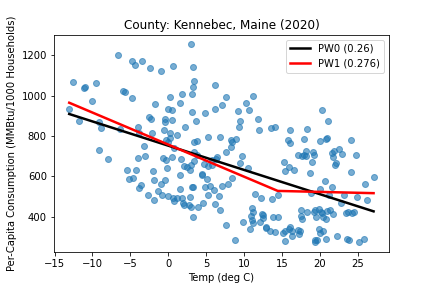 County: Kennebec, Maine (2020)
PW0 (0.26)
PW1 (0.276)
Per-Capita Consumption (MMBtu/1000 Households)
1200
1000
800
600
400
−15 −10 −5 0 5 10 15 20 25
Temp (deg C)